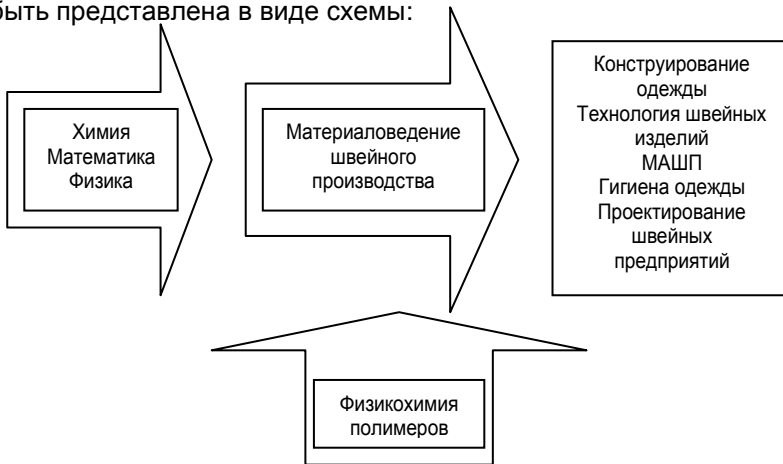 быть представлена в виде схемы:
Химия
Математика
Физика
Материаловедение
швейного
производства
Конструирование
одежды
Технология швейных
изделий
МАШП
Гигиена одежды
Проектирование
швейных
предприятий
Физикохимия
полимеров